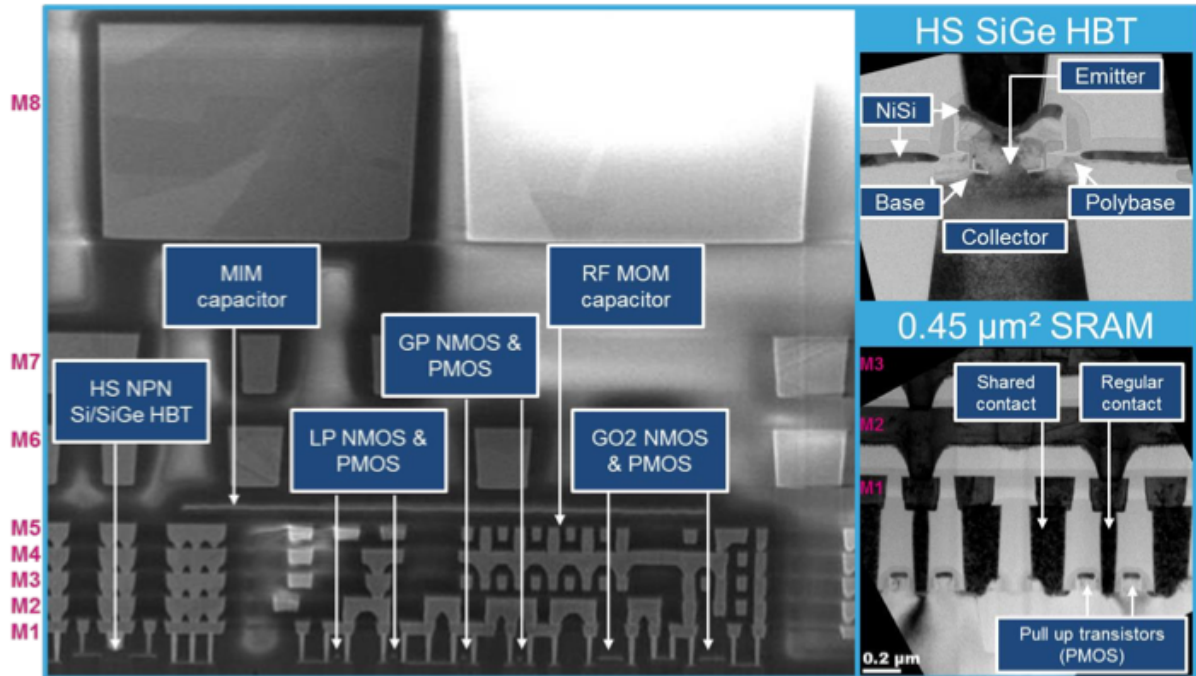 M8
M7
M6
M5
M4
M3
M2
M1
MIM
capacitor
RF MOM
capacitor
GP NMOS &
PMOS
HS NPN
Si/SiGe HBT
LP NMOS &
PMOS
GO2 NMOS
& PMOS
HS SiGe HBT
Emitter
NiSi
Base
Polybase
Collector
0.45 µm² SRAM
M3
Shared
contact
Regular
contact
M2
M1
Pull up transistors
(PMOS)
0.2 µm